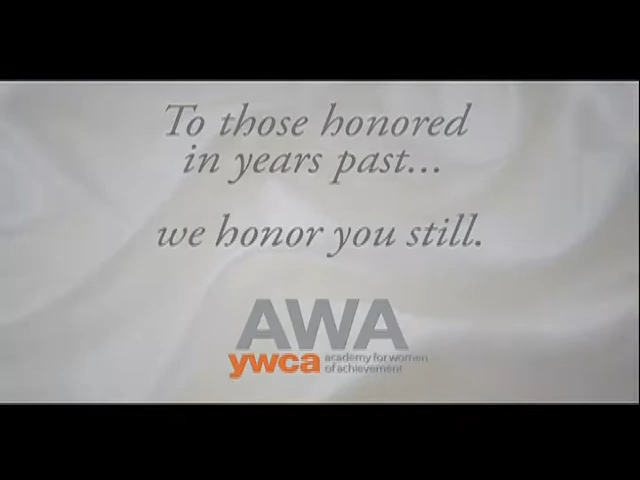 To those honored
in years past...
we honor you still.
AWA
ywca academy for women
of achievement